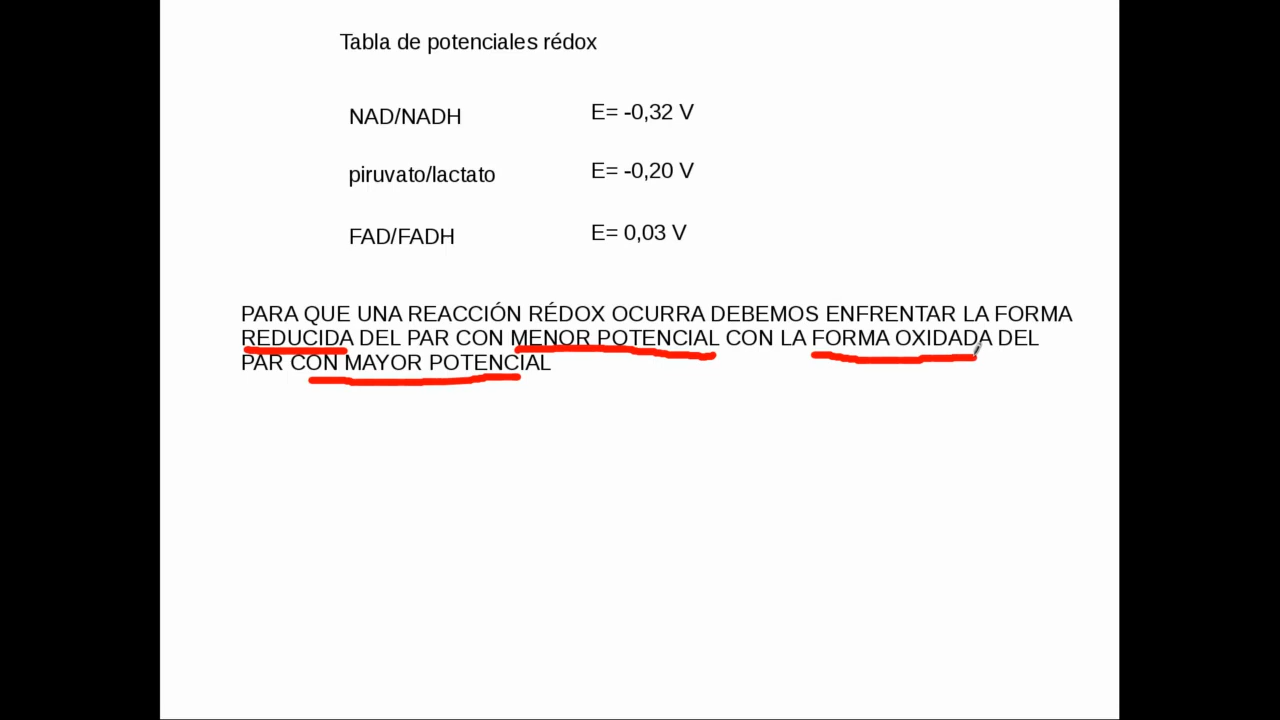 Tabla de potenciales rédox
NAD/NADH E= -0,32 V
piruvato/lactato E= -0,20 V
FAD/FADH E= 0,03 V
PARA QUE UNA REACCIÓN RÉDOX OCURRA DEBEMOS ENFRENTAR LA FORMA
REDUCIDA DEL PAR CON MENOR POTENCIAL CON LA FORMA OXIDADA DEL
PAR CON MAYOR POTENCIAL